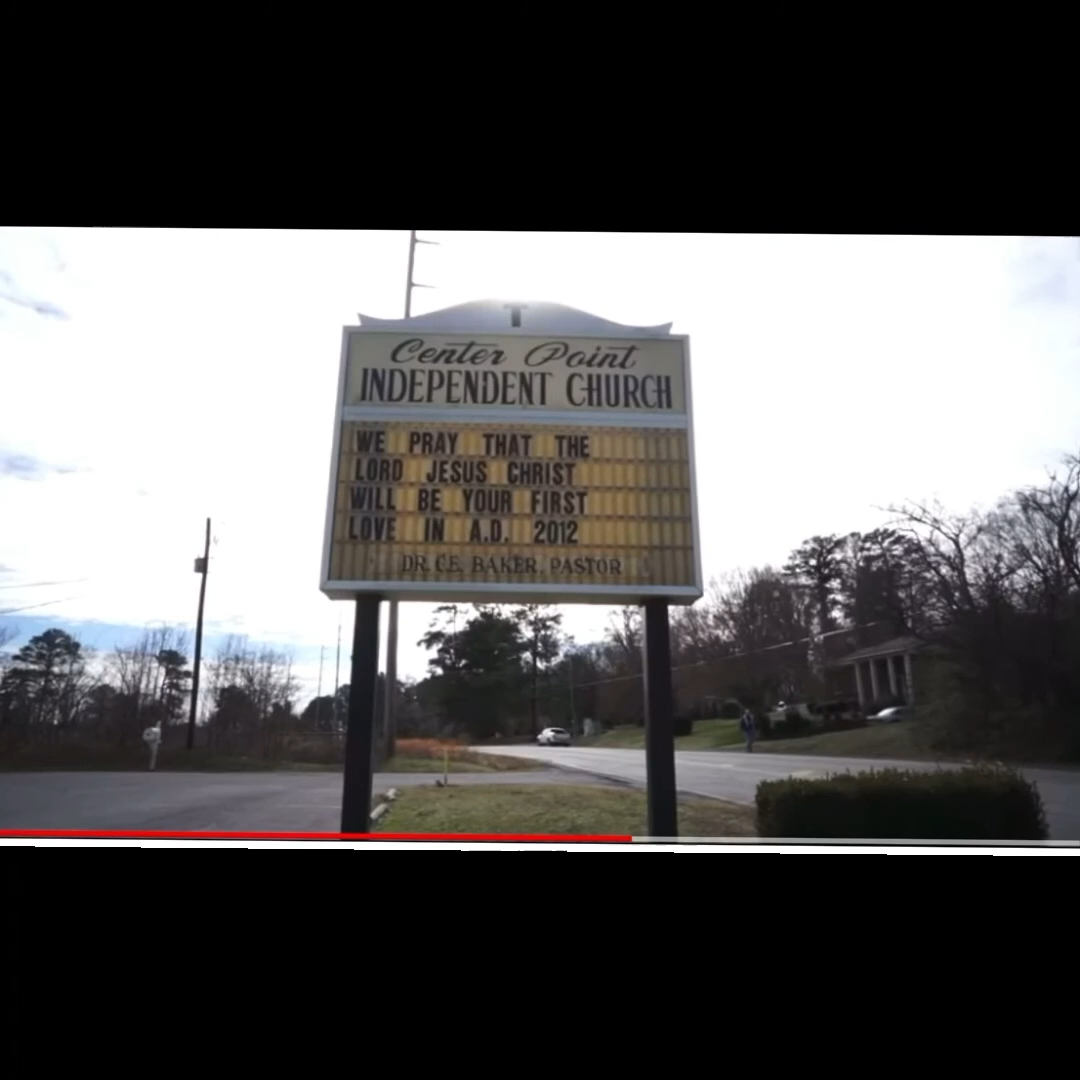 Center Point
INDEPENDENT CHURCH
WE PRAY THAT THE
LORD JESUS CHRIST
WILL BE YOUR FIRST
LOVE IN A.D. 2012
DR. C.E. BAKER, PASTOR